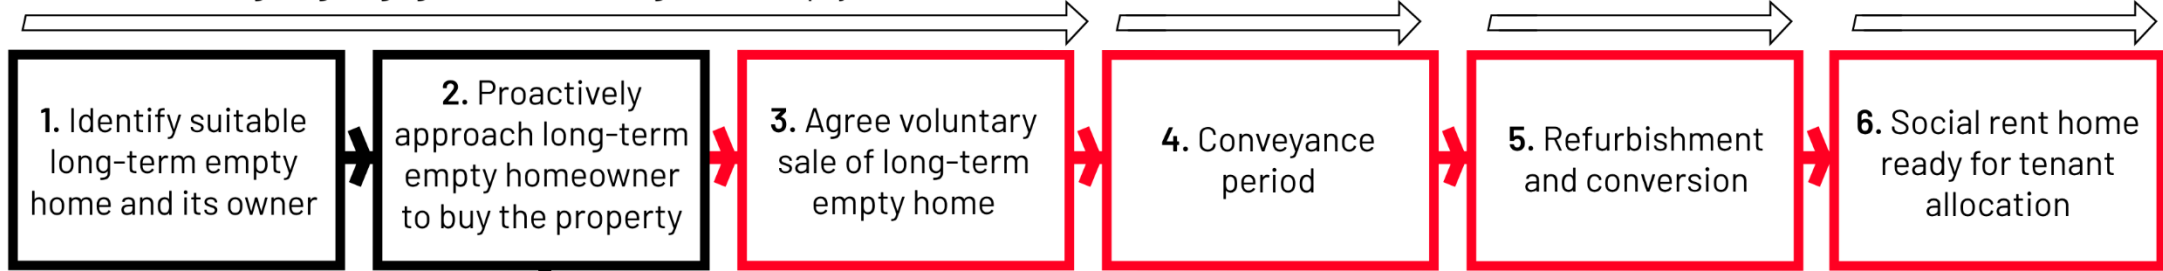 1. Identify suitable
long-term empty
home and its owner
2. Proactively
approach long-term
empty homeowner
to buy the property
3. Agree voluntary
sale of long-term
empty home
4. Conveyance
period
5. Refurbishment
and conversion
6. Social rent home
ready for tenant
allocation